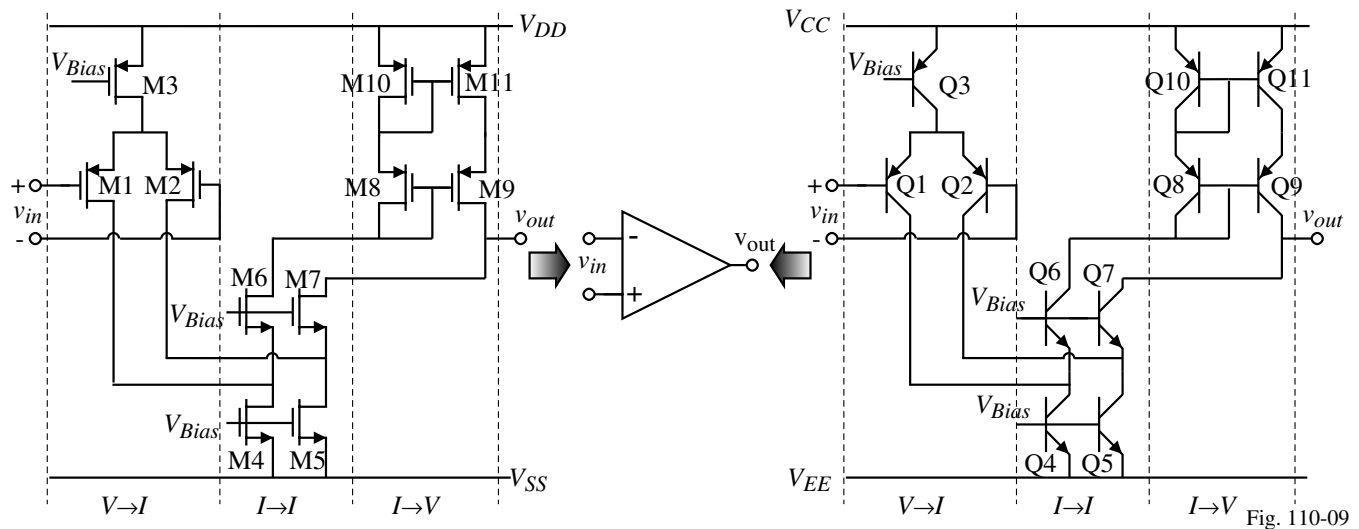 V_DD
V_Bias
M3
M10
M11
+
M1
M2
v_in
-
M8
M9
v_out
M6
M7
V_Bias
V_Bias
M4
M5
V_SS
V→I
I→I
I→V
-
v_in
+
v_out
V_CC
V_Bias
Q3
Q10
Q11
+
Q1
Q2
v_in
-
Q8
Q9
v_out
Q6
Q7
V_Bias
V_Bias
Q4
Q5
V_EE
V→I
I→I
I→V
Fig. 110-09